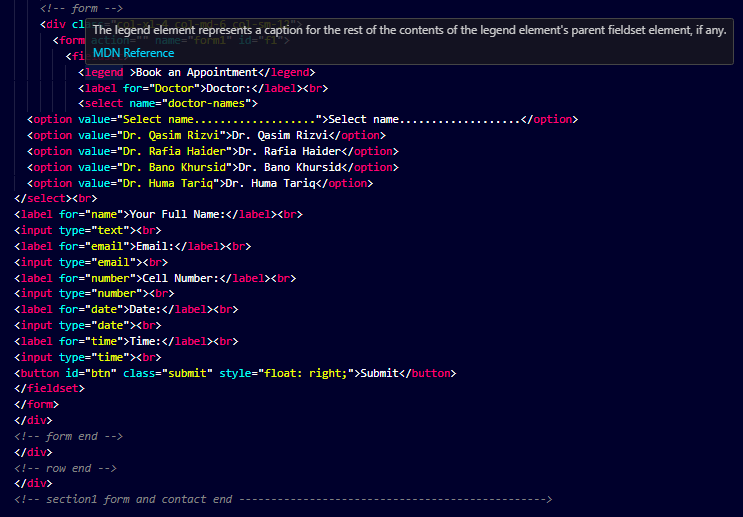 <!-- form -->
<div class="col-xl-4 col-md-6 col-sm-12">
The legend element represents a caption for the rest of the contents of the legend element's parent fieldset element, if any.
<form action="" name="form1" id="f1">
MDN Reference
<legend >Book an Appointment</legend>
<label for="Doctor">Doctor:</label><br>
<select name="doctor-names">
<option value="Select name...................">Select name...................</option>
<option value="Dr. Qasim Rizvi">Dr. Qasim Rizvi</option>
<option value="Dr. Rafia Haider">Dr. Rafia Haider</option>
<option value="Dr. Bano Khursid">Dr. Bano Khursid</option>
<option value="Dr. Huma Tariq">Dr. Huma Tariq</option>
</select><br>
<label for="name">Your Full Name:</label><br>
<input type="text"><br>
<label for="email">Email:</label><br>
<input type="email"><br>
<label for="number">Cell Number:</label><br>
<input type="number"><br>
<label for="date">Date:</label><br>
<input type="date"><br>
<label for="time">Time:</label><br>
<input type="time"><br>
<button id="btn" class="submit" style="float: right;">Submit</button>
</fieldset>
</form>
</div>
<!-- form end -->
</div>
<!-- row end -->
</div>
<!-- section1 form and contact end ----------------------------------------------->